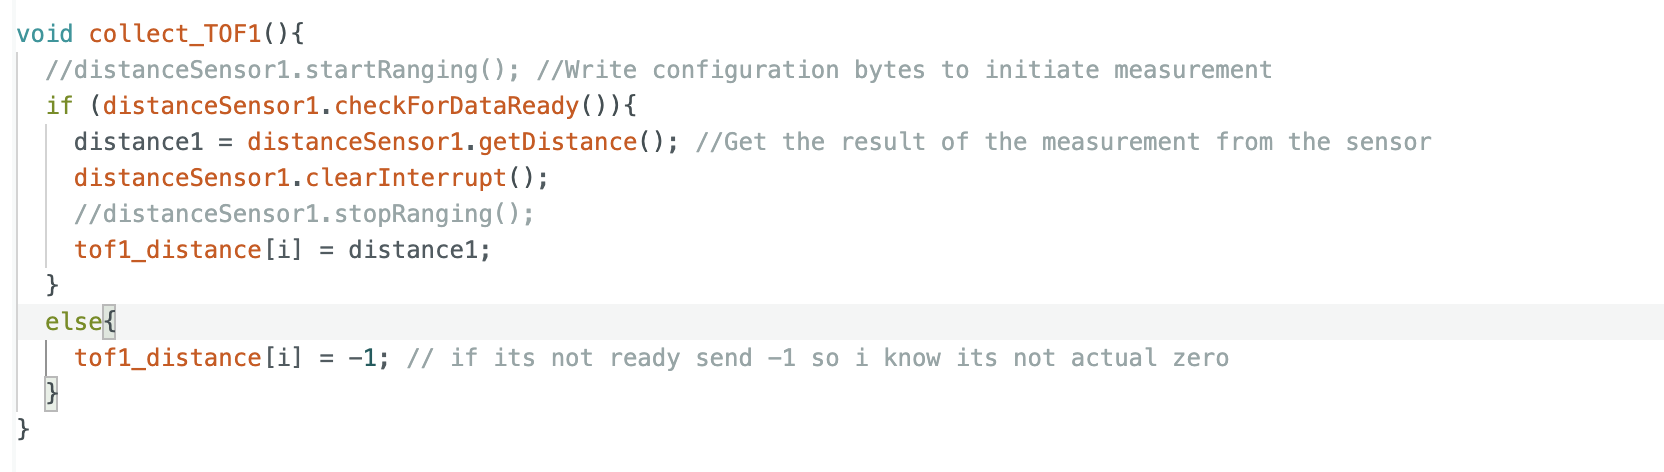 void collect_TOF1(){
  //distanceSensor1.startRanging(); //Write configuration bytes to initiate measurement
  if (distanceSensor1.checkForDataReady()){
    distance1 = distanceSensor1.getDistance(); //Get the result of the measurement from the sensor
    distanceSensor1.clearInterrupt();
    //distanceSensor1.stopRanging();
    tof1_distance[i] = distance1;
  }
  else{
    tof1_distance[i] = -1; // if its not ready send -1 so i know its not actual zero
  }
}